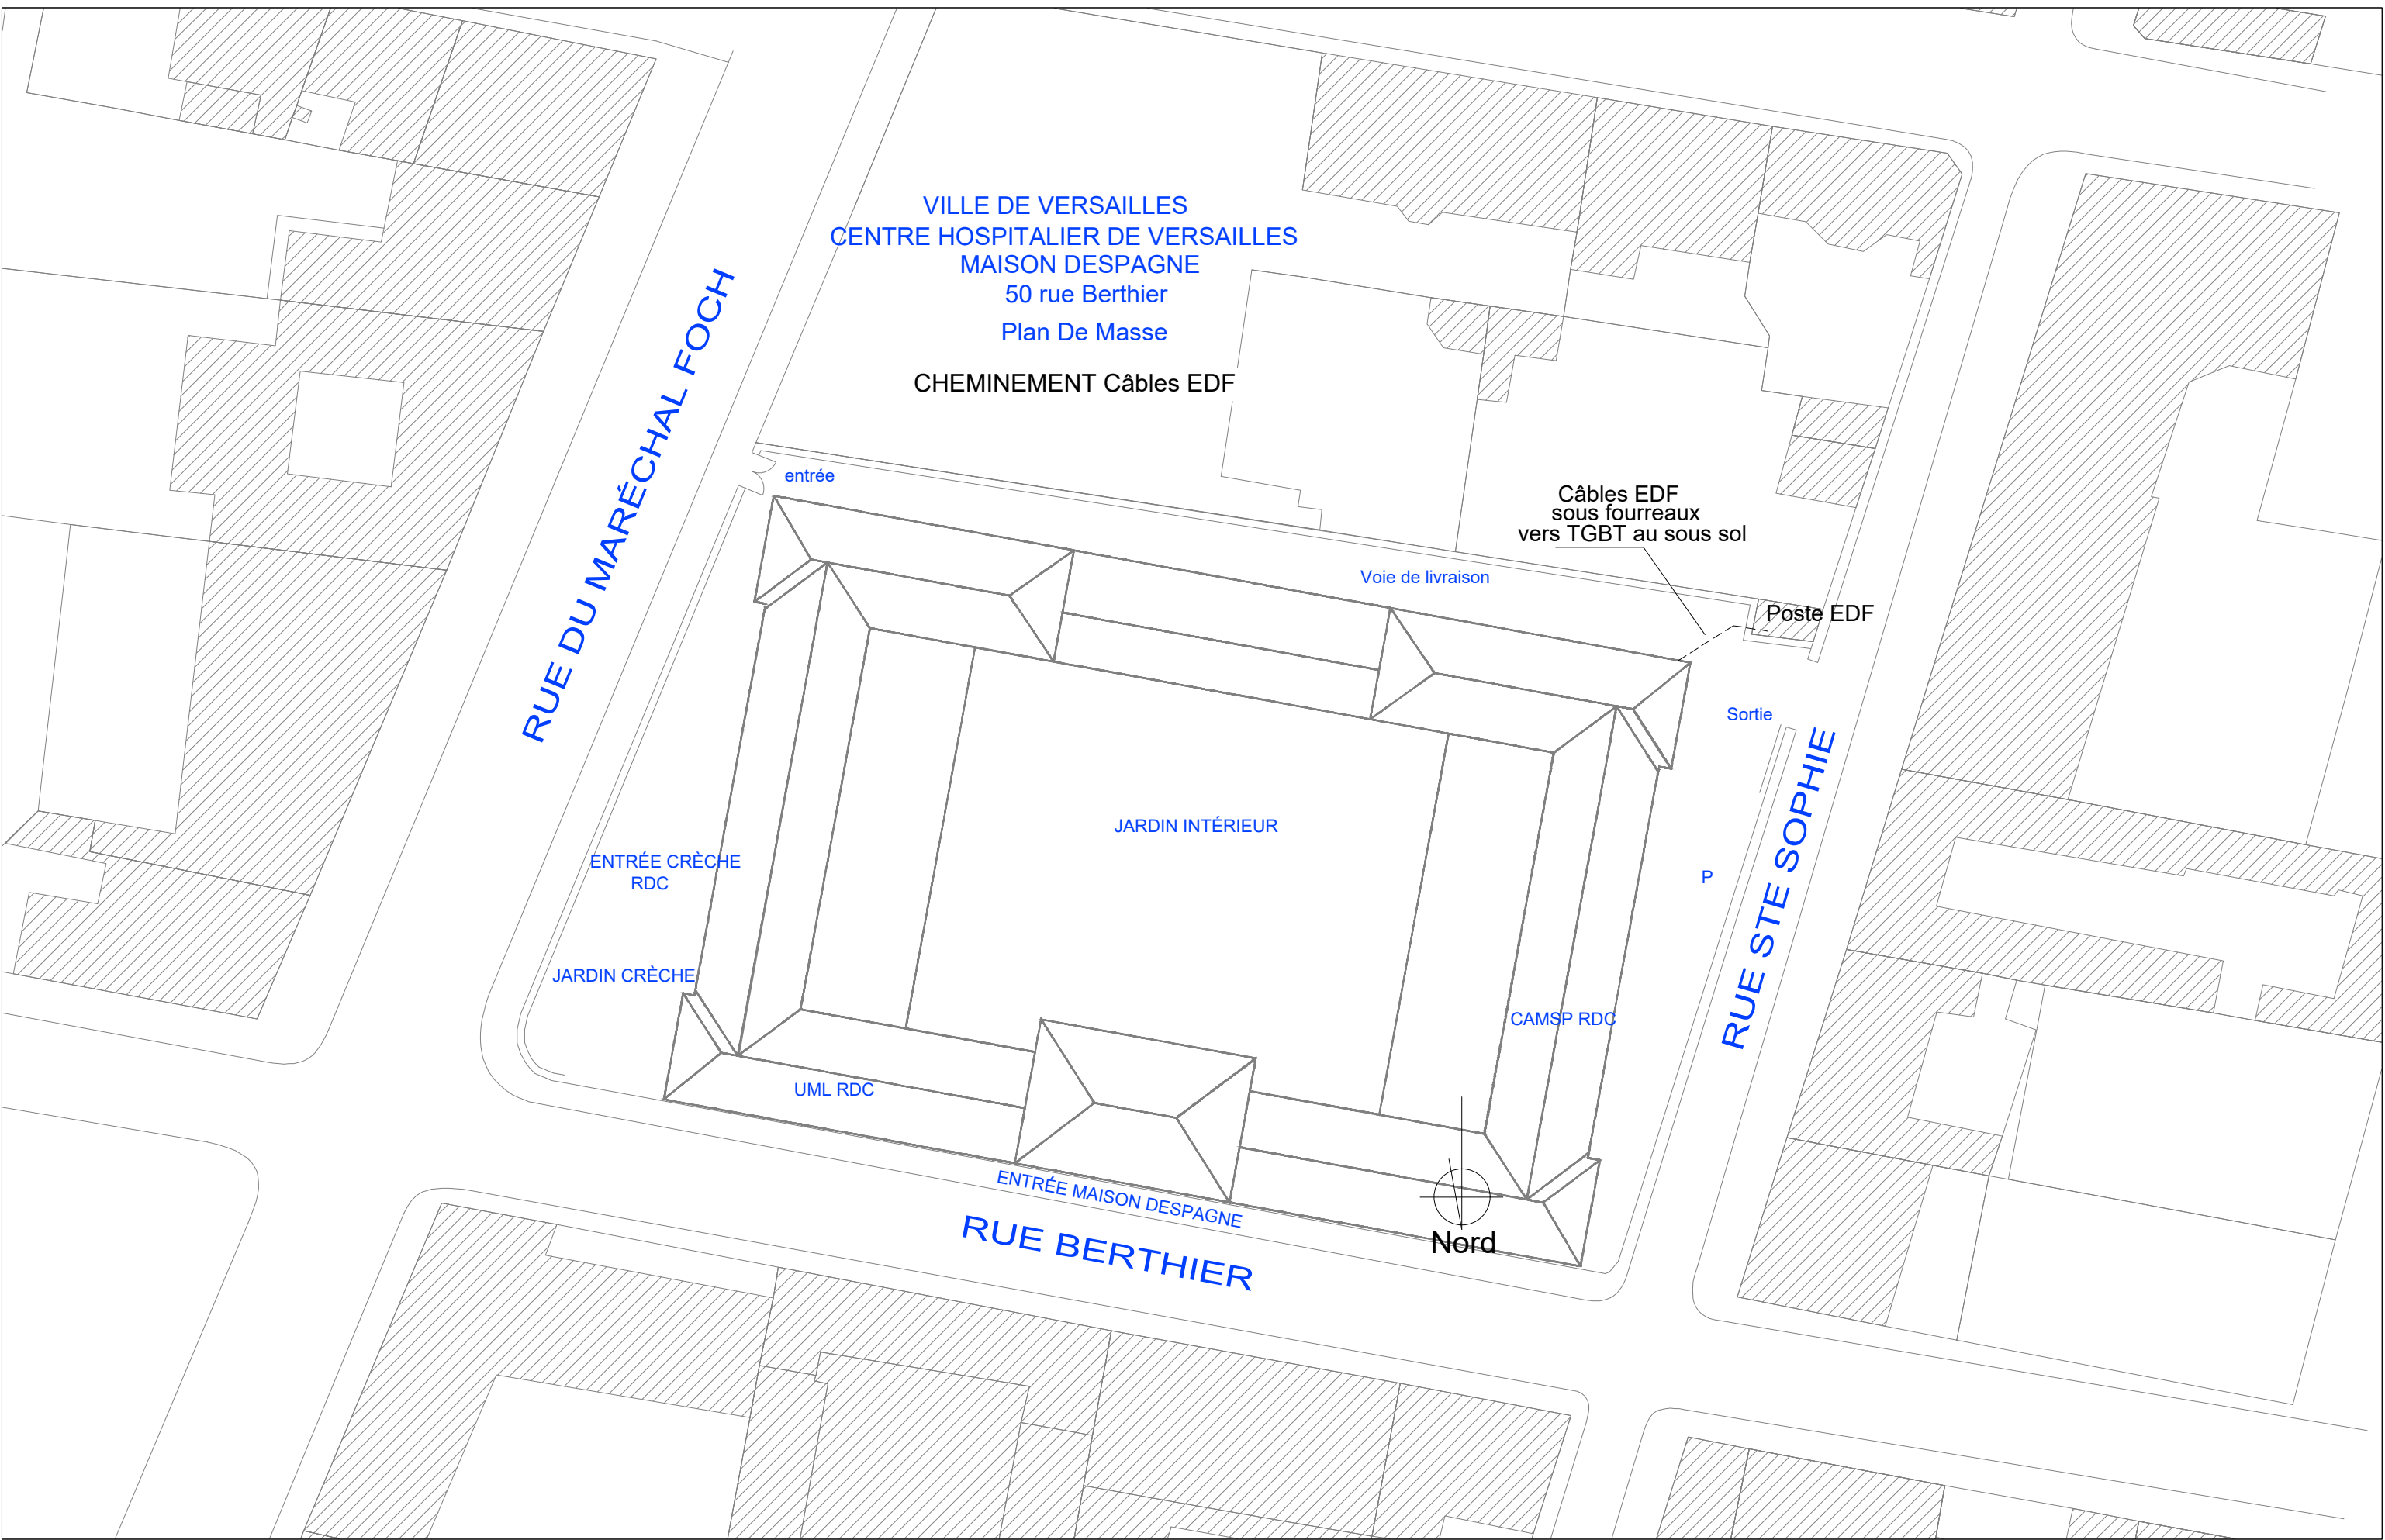 VILLE DE VERSAILLES
CENTRE HOSPITALIER DE VERSAILLES
MAISON DESPAGNE
50 rue Berthier
Plan De Masse
CHEMINEMENT Câbles EDF
RUE DU MARÉCHAL FOCH
entrée
Câbles EDF
sous fourreaux
vers TGBT au sous sol
Voie de livraison
Poste EDF
Sortie
JARDIN INTÉRIEUR
ENTRÉE CRÈCHE
RDC
P
RUE STE SOPHIE
JARDIN CRÈCHE
CAMSP RDC
UML RDC
ENTRÉE MAISON DESPAGNE
RUE BERTHIER
Nord